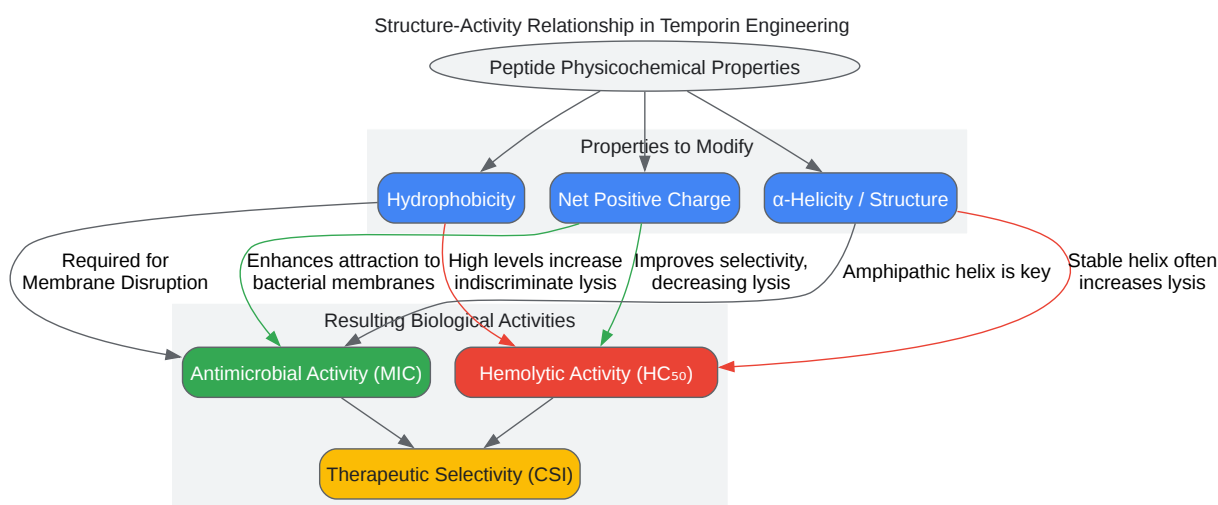 Structure-Activity Relationship in Temporin Engineering
Peptide Physicochemical Properties
Properties to Modify
Hydrophobicity
Net Positive Charge
α-Helicity / Structure
Required for
Membrane Disruption
Enhances attraction to
bacterial membranes
High levels increase
indiscriminate lysis
Improves selectivity,
decreasing lysis
Amphipathic helix is key
Stable helix often
increases lysis
Resulting Biological Activities
Antimicrobial Activity (MIC)
Hemolytic Activity (HC₅₀)
Therapeutic Selectivity (CSI)